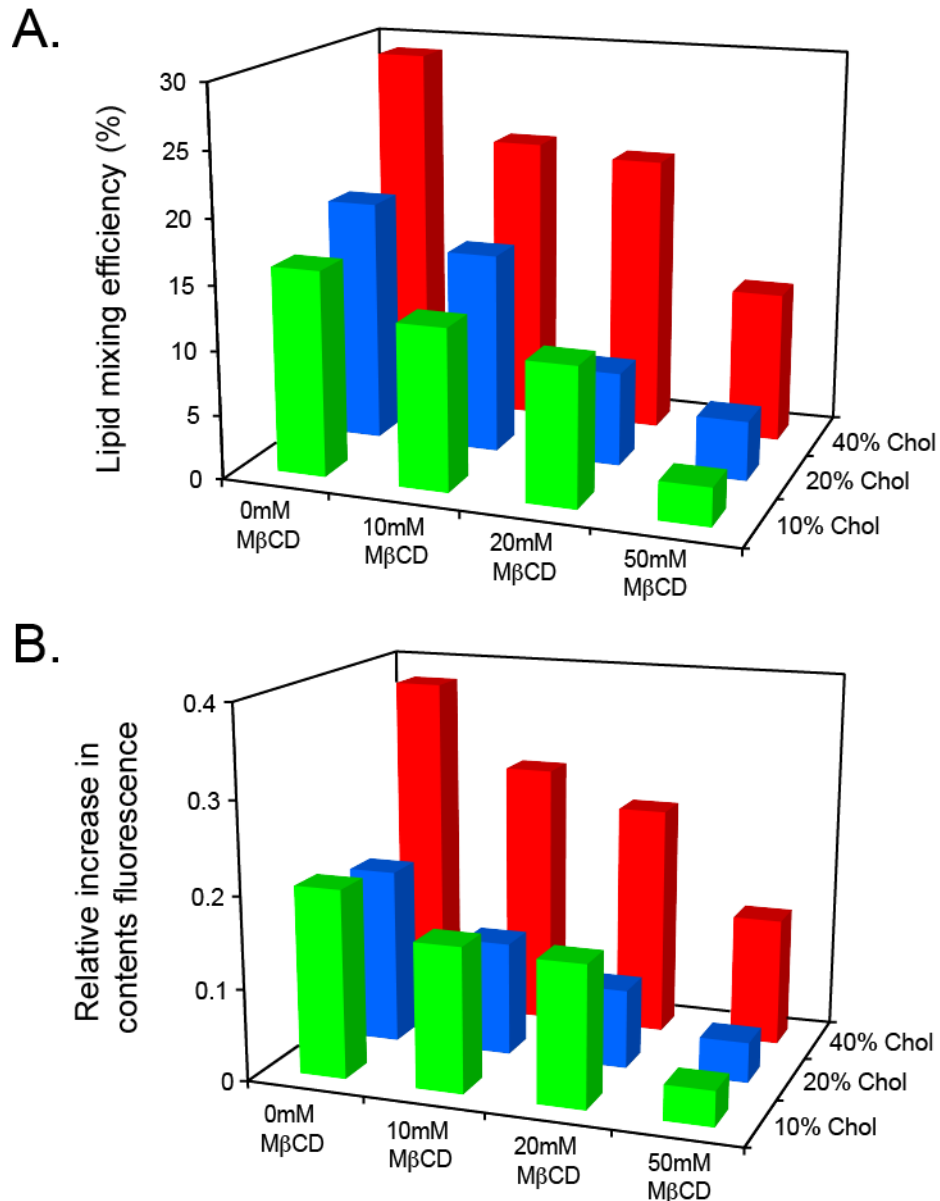 A.
Lipid mixing efficiency (%)
30
25
20
15
10
5
0
0mM
MβCD
10mM
MβCD
20mM
MβCD
50mM
MβCD
40% Chol
20% Chol
10% Chol
B.
Relative increase in
contents fluorescence
0.4
0.3
0.2
0.1
0
0mM
MβCD
10mM
MβCD
20mM
MβCD
50mM
MβCD
40% Chol
20% Chol
10% Chol